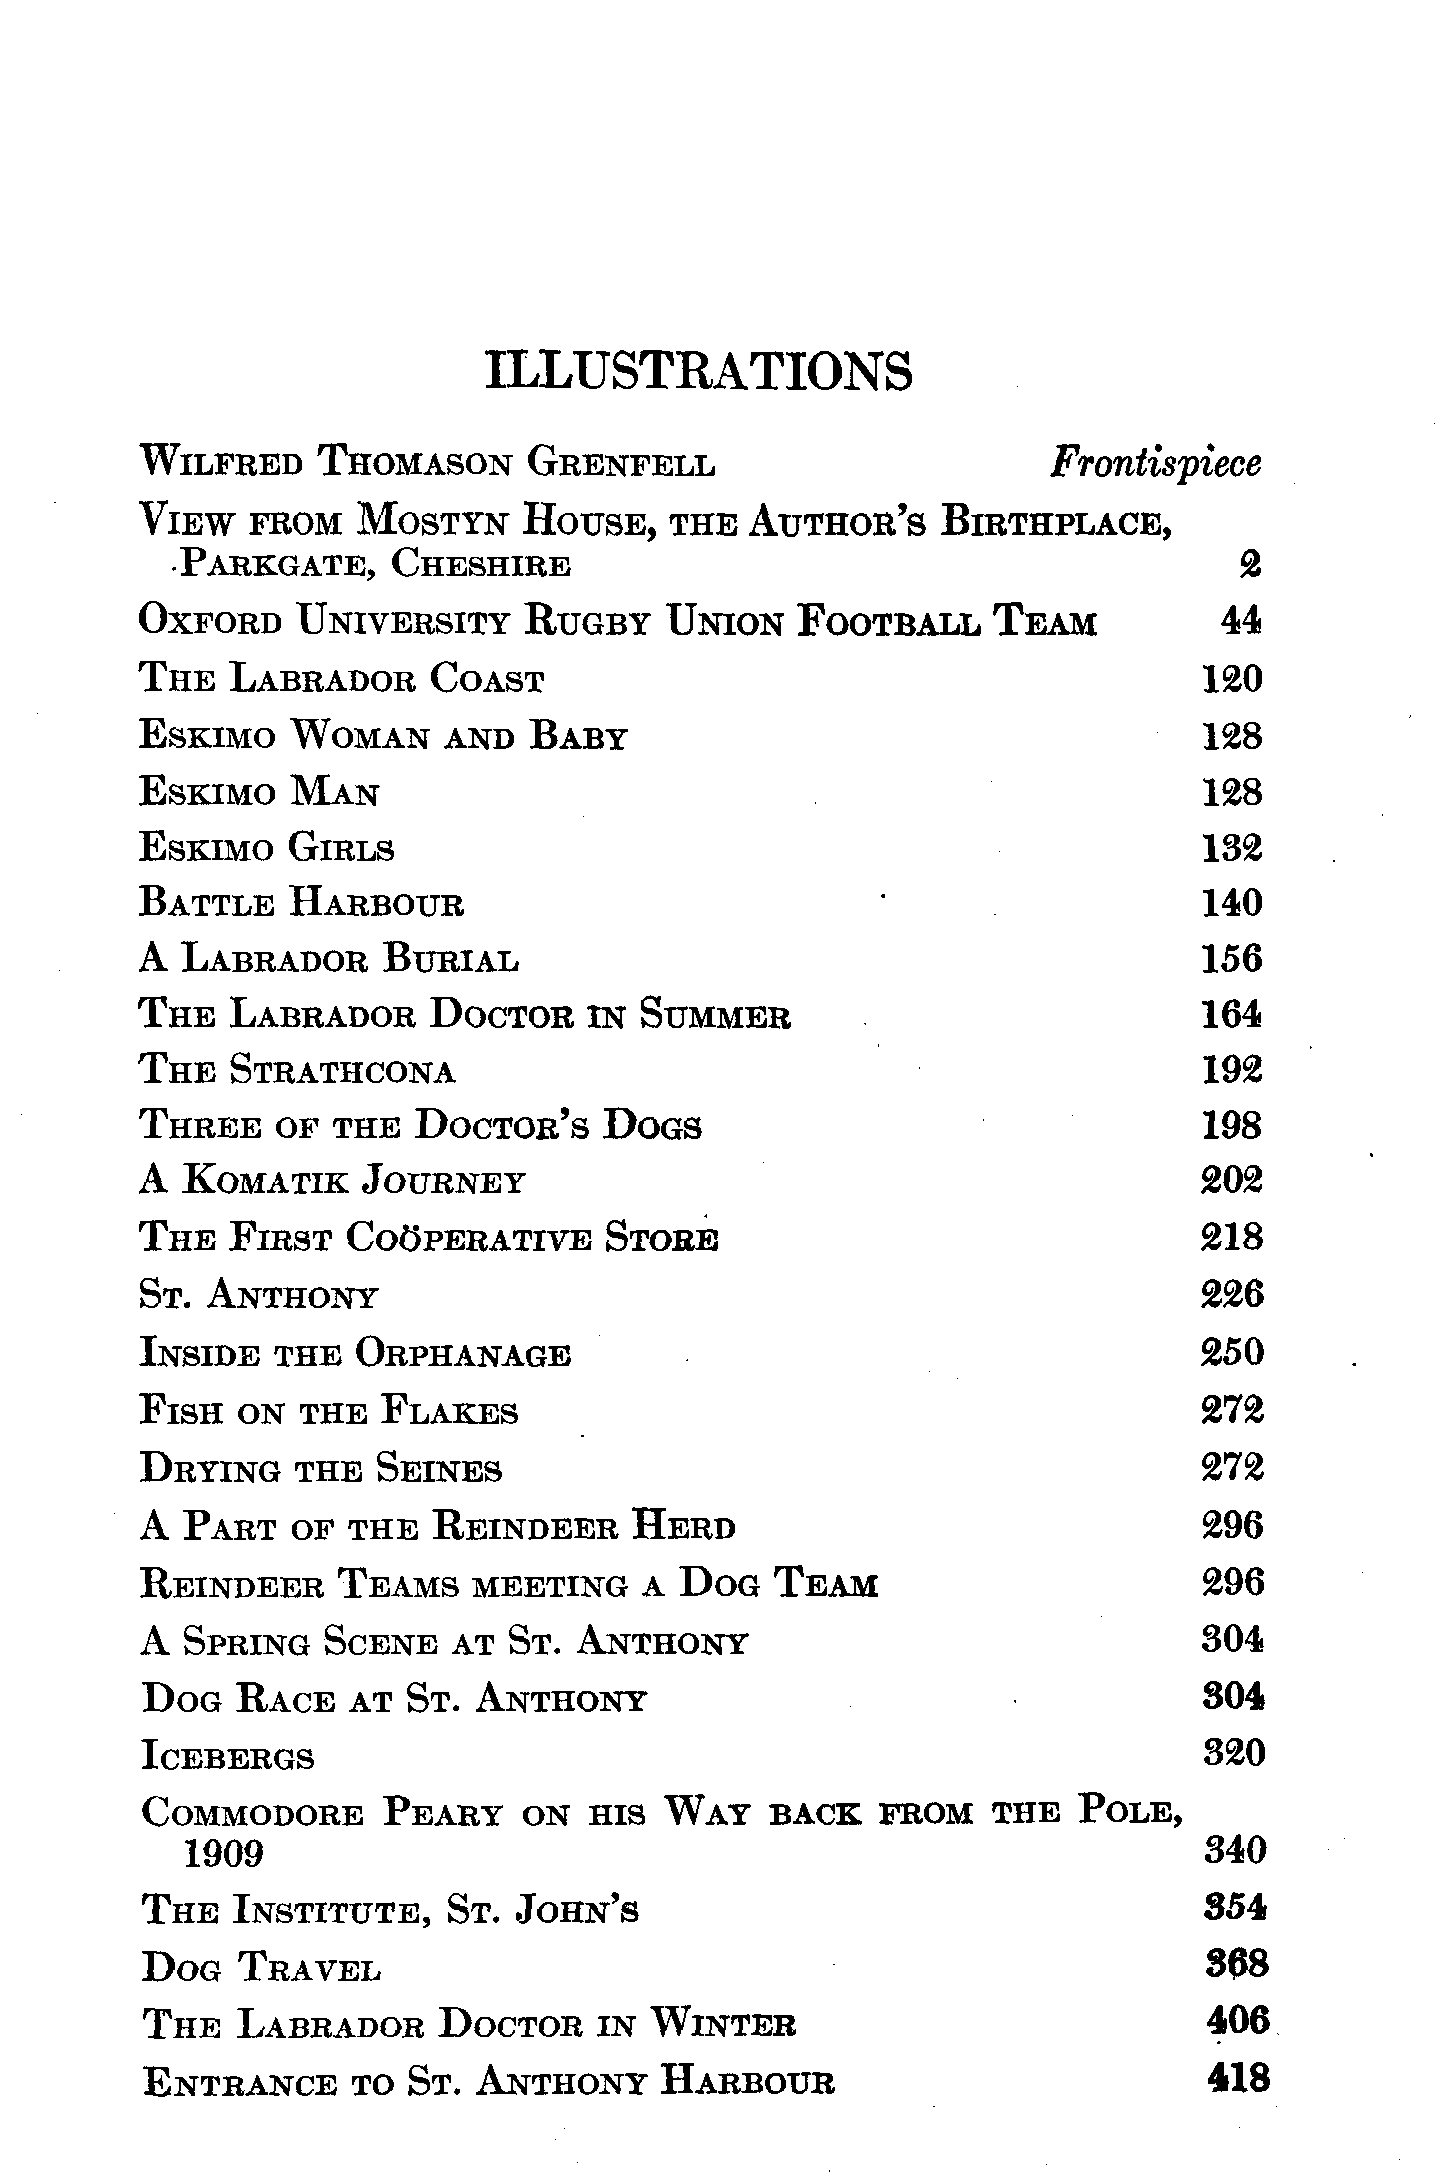 ILLUSTRATIONS
Wilfred Thomason Grenfell Frontispiece
View from Mostyn House, the Author's Birthplace,
Parkgate, Cheshire 2
Oxford University Rugby Union Football Team 44
The Labrador Coast 120
Eskimo Woman and Baby 128
Eskimo Man 128
Eskimo Girls 132
Battle Harbour 140
A Labrador Burial 156
The Labrador Doctor in Summer 164
The Strathcona 192
Three of the Doctor's Dogs 198
A Komatik Journey 202
The First Coöperative Store 218
St. Anthony 226
Inside the Orphanage 250
Fish on the Flakes 272
Drying the Seines 272
A Part of the Reindeer Herd 296
Reindeer Teams meeting a Dog Team 296
A Spring Scene at St. Anthony 304
Dog Race at St. Anthony 304
Icebergs 320
Commodore Peary on his Way back from the Pole,
1909 340
The Institute, St. John's 354
Dog Travel 368
The Labrador Doctor in Winter 406
Entrance to St. Anthony Harbour 418